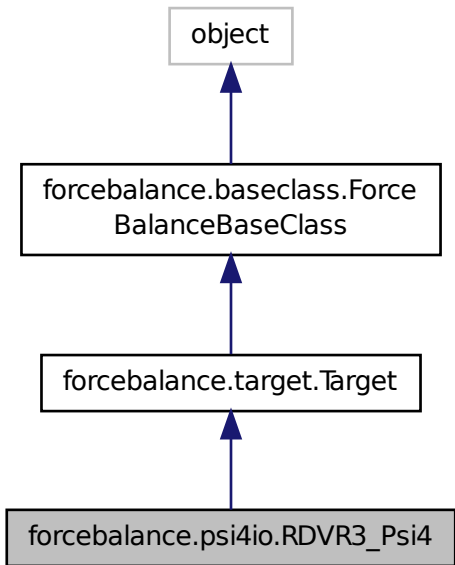 object
forcebalance.baseclass.Force
BalanceBaseClass
forcebalance.target.Target
forcebalance.psi4io.RDVR3_Psi4